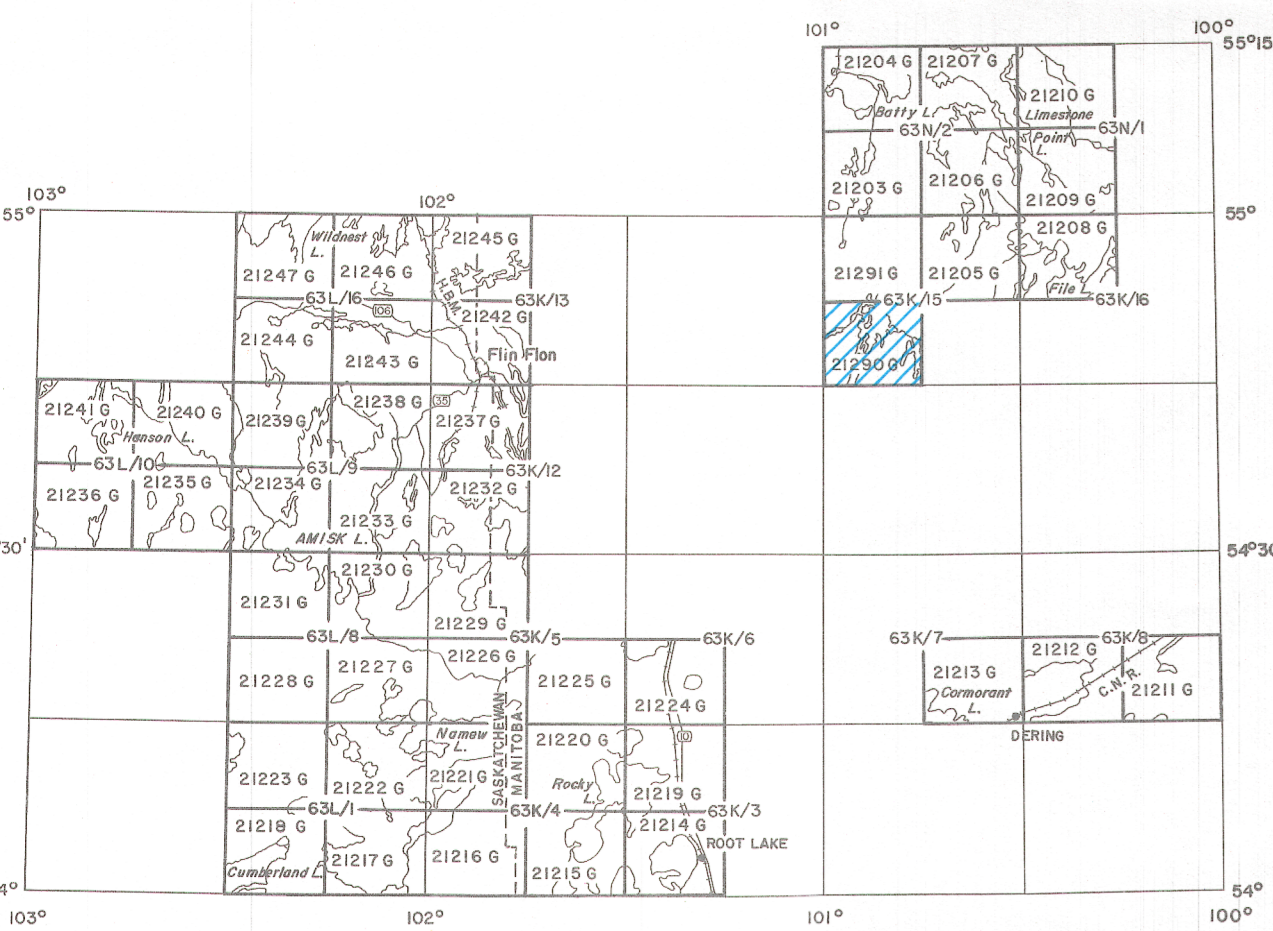 101°
100°
55°15
21204 G
21207 G
21210 G
Batty L.
Limestone
63N/2
63N/1
Point
L.
21203 G
21206 G
21209 G
103°
102°
55°
55°
21208 G
Wildnest
L.
21245 G
21247 G
21246 G
21291 G
21205 G
File L.
63L/16
H.B.M.
63K/13
63K/15
63K/16
106
21242 G
21244 G
21243 G
Flin Flon
21290 G
21241 G
21240 G
21239 G
21238 G
35
21237 G
Hanson L.
63L/10
63L/9
63K/12
21236 G
21235 G
21234 G
21232 G
21233 G
AMISK L.
30'
54°30
21230 G
21231 G
21229 G
63L/8
63K/5
63K/6
63K/7
63K/8
21226 G
21212 G
21228 G
21227 G
21225 G
21213 G
C.N.R.
21211 G
Cormorant
L.
21224 G
SASKATCHEWAN
MANITOBA
Namew
L.
21220 G
10
DERING
21223 G
21222 G
21221 G
Rocky
L.
21219 G
63L/1
63K/4
63K/3
21218 G
21214 G
ROOT LAKE
21217 G
21216 G
Cumberland L.
21215 G
4°
54°
103°
102°
101°
100°